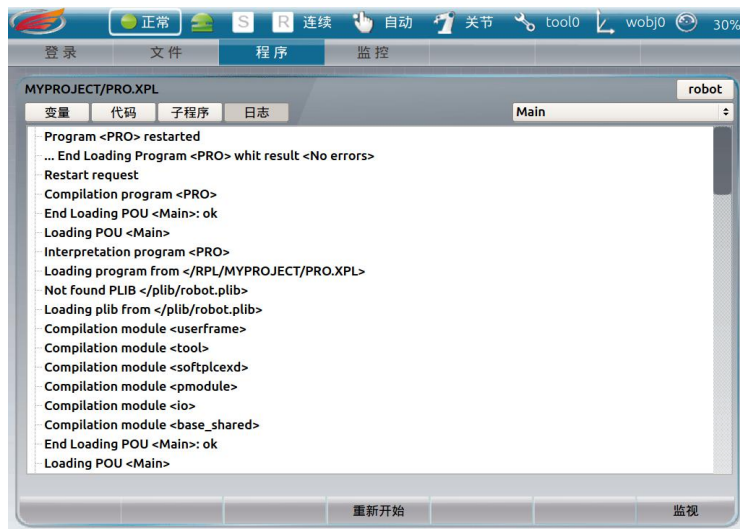 正常 S R 连续 自动 关节 tool0 wobj0 30%
登录 文件 程序 监控
MYPROJECT/PRO.XPL robot
变量 代码 子程序 日志 Main
Program <PRO> restarted
... End Loading Program <PRO> whit result <No errors>
Restart request
Compilation program <PRO>
End Loading POU <Main>: ok
Loading POU <Main>
Interpretation program <PRO>
Loading program from </RPL/MYPROJECT/PRO.XPL>
Not found PLIB </plib/robot.plib>
Loading plib from </plib/robot.plib>
Compilation module <userframe>
Compilation module <tool>
Compilation module <softplcexd>
Compilation module <pmodule>
Compilation module <io>
Compilation module <base_shared>
End Loading POU <Main>: ok
Loading POU <Main>
重新开始 监视